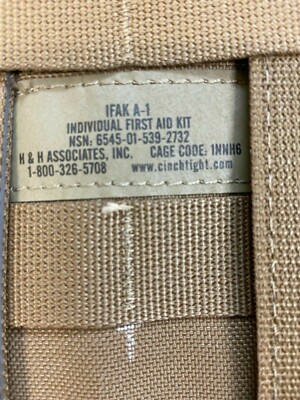 IFAK A-1
INDIVIDUAL FIRST AID KIT
NSN: 6545-01-539-2732
H & H ASSOCIATES, INC. CAGE CODE: 1NNH6
1-800-326-5708 www.cinchtight.com